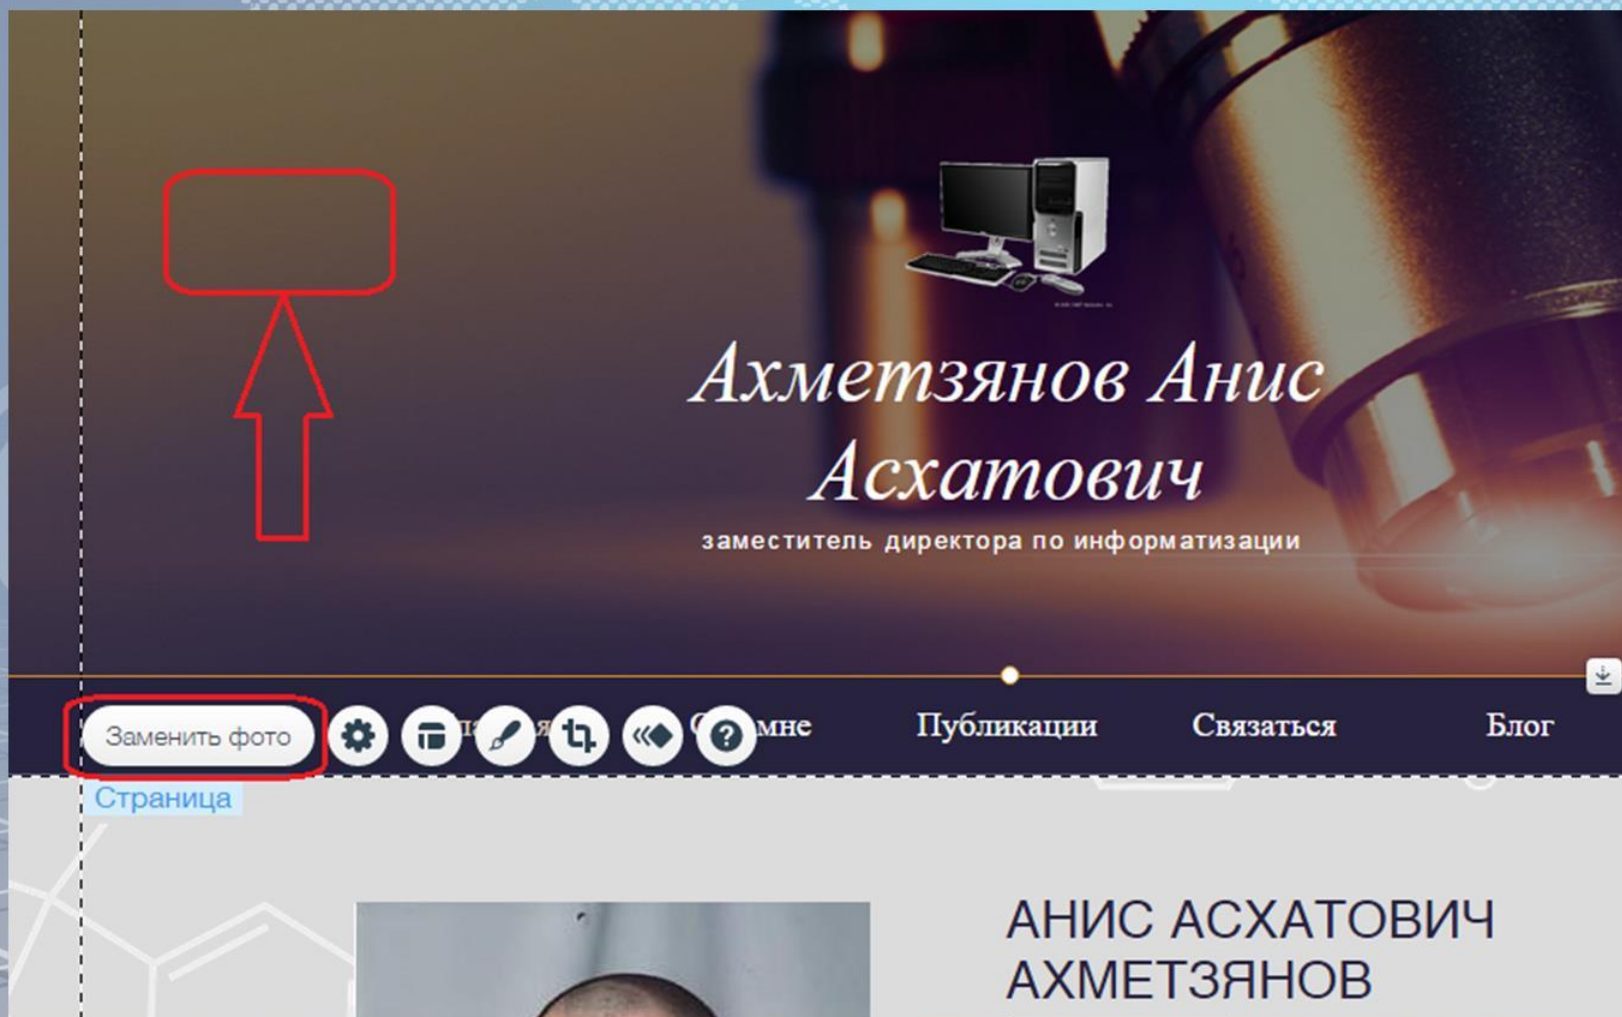 Ахметзянов Анис
Асхатович
заместитель директора по информатизации
Заменить фото
мне
Публикации
Связаться
Блог
Страница
АНИС АСХАТОВИЧ
АХМЕТЗЯНОВ